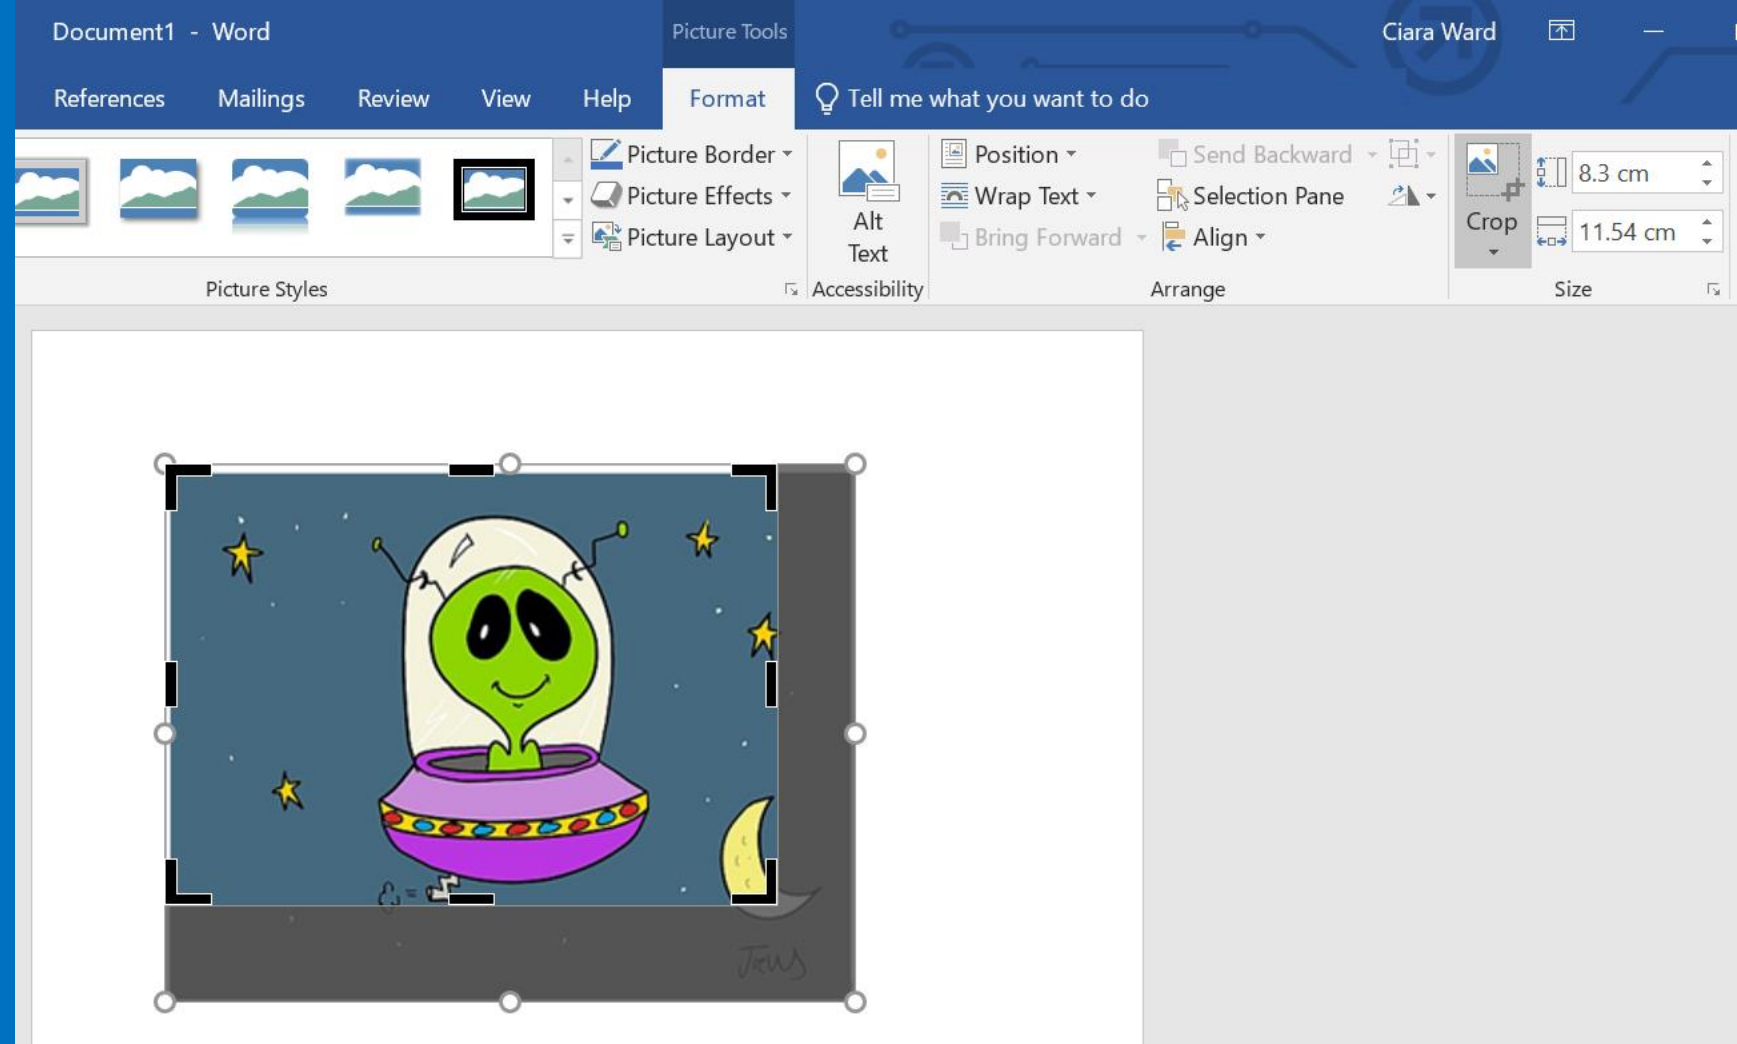 Document1 - Word
Picture Tools
Ciara Ward
References Mailings Review View Help Format Tell me what you want to do
Picture Border
Picture Effects
Picture Layout
Picture Styles
Alt
Text
Accessibility
Position
Wrap Text
Bring Forward
Send Backward
Selection Pane
Align
Arrange
Crop
8.3 cm
11.54 cm
Size